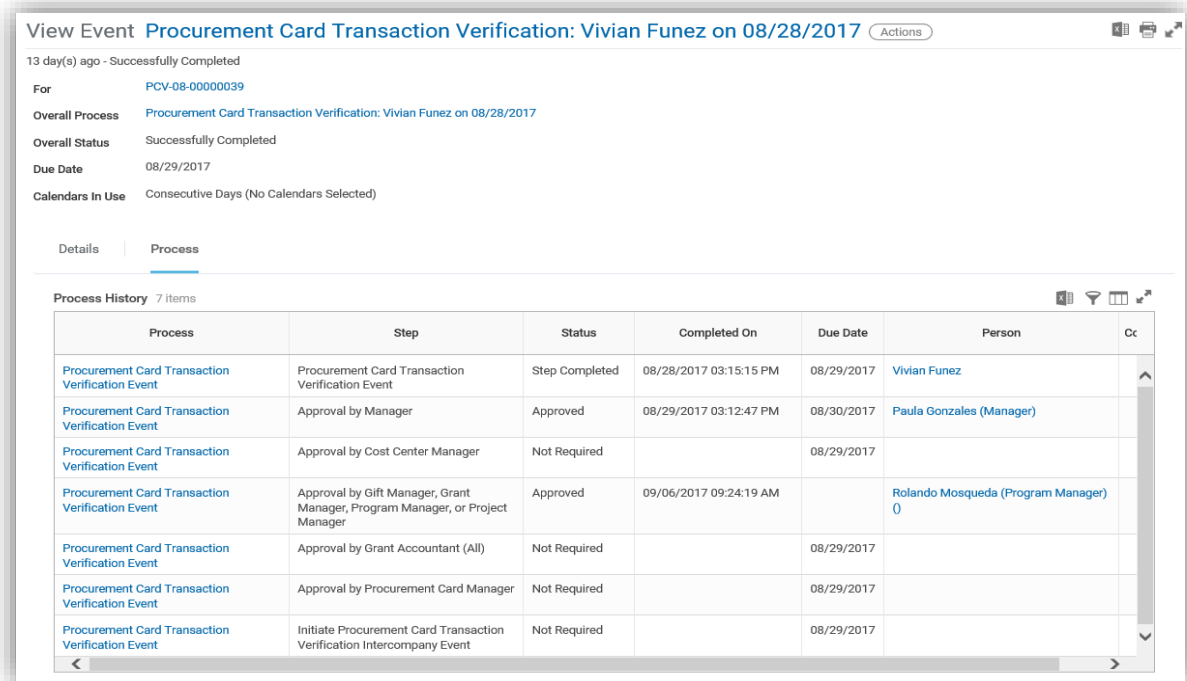 View Event Procurement Card Transaction Verification: Vivian Funez on 08/28/2017 Actions
13 day(s) ago - Successfully Completed
For PCV-08-00000039
Overall Process Procurement Card Transaction Verification: Vivian Funez on 08/28/2017
Overall Status Successfully Completed
Due Date 08/29/2017
Calendars In Use Consecutive Days (No Calendars Selected)
Details Process
Process History 7 items
Process Step Status Completed On Due Date Person Cc
Procurement Card Transaction Procurement Card Transaction Step Completed 08/28/2017 03:15:15 PM 08/29/2017 Vivian Funez
Verification Event Verification Event
Procurement Card Transaction Approval by Manager Approved 08/29/2017 03:12:47 PM 08/30/2017 Paula Gonzales (Manager)
Verification Event
Procurement Card Transaction Approval by Cost Center Manager Not Required 08/29/2017
Verification Event
Procurement Card Transaction Approval by Gift Manager, Grant Approved 09/06/2017 09:24:19 AM Rolando Mosqueda (Program Manager)
Verification Event Manager, Program Manager, or Project ()
Manager
Procurement Card Transaction Approval by Grant Accountant (All) Not Required 08/29/2017
Verification Event
Procurement Card Transaction Approval by Procurement Card Manager Not Required 08/29/2017
Verification Event
Procurement Card Transaction Initiate Procurement Card Transaction Not Required 08/29/2017
Verification Event Verification Intercompany Event